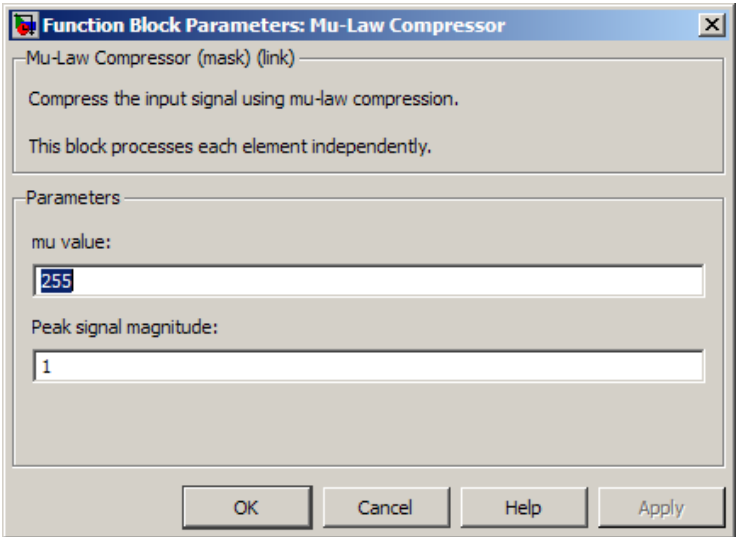 Function Block Parameters: Mu-Law Compressor
Mu-Law Compressor (mask) (link)
Compress the input signal using mu-law compression.
This block processes each element independently.
Parameters
mu value:
255
Peak signal magnitude:
1
OK Cancel Help Apply